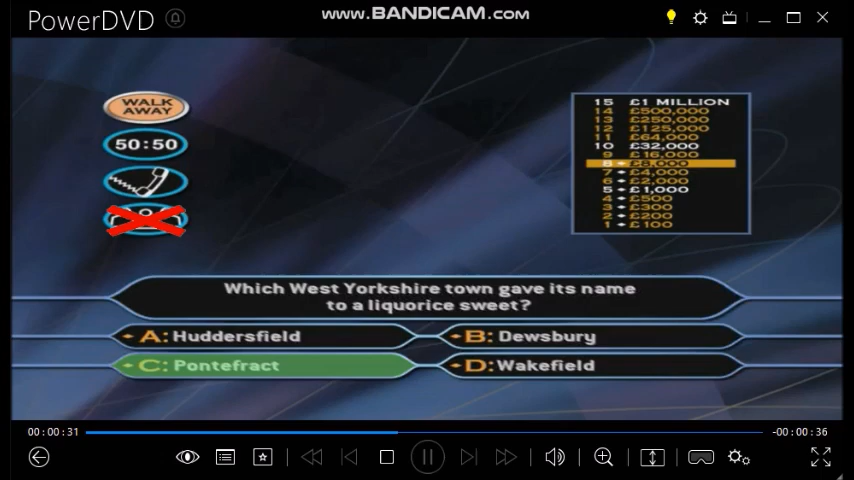 PowerDVD
www.BANDICAM.com
WALK
AWAY
50:50
15 £1 MILLION
14 £500,000
13 £250,000
12 £125,000
11 £64,000
10 £32,000
9 £16,000
8 £8,000
7 £4,000
6 £2,000
5 £1,000
4 £500
3 £300
2 £200
1 £100
Which West Yorkshire town gave its name
to a liquorice sweet?
A: Huddersfield
B: Dewsbury
C: Pontefract
D: Wakefield
00:00:31
-00:00:36